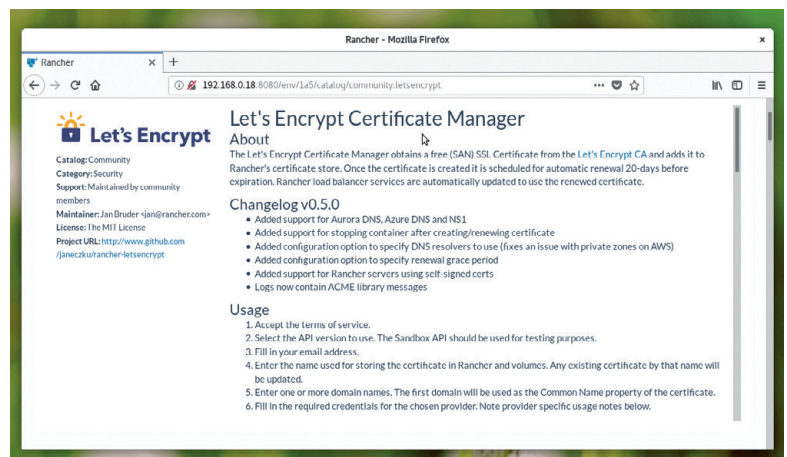 Rancher - Mozilla Firefox
Rancher
192.168.0.18:8080/env/1a5/catalog/community:letsencrypt
Let's Encrypt
Catalog: Community
Category: Security
Support: Maintained by community
members
Maintainer: Jan Bruder <jan@rancher.com>
License: The MIT License
Project URL: http://www.github.com
/janeczku/rancher-letsencrypt
Let's Encrypt Certificate Manager
About
The Let's Encrypt Certificate Manager obtains a free (SAN) SSL Certificate from the Let's Encrypt CA and adds it to
Rancher's certificate store. Once the certificate is created it is scheduled for automatic renewal 20-days before
expiration. Rancher load balancer services are automatically updated to use the renewed certificate.
Changelog v0.5.0
• Added support for Aurora DNS, Azure DNS and NS1
• Added support for stopping container after creating/renewing certificate
• Added configuration option to specify DNS resolvers to use (fixes an issue with private zones on AWS)
• Added configuration option to specify renewal grace period
• Added support for Rancher servers using self-signed certs
• Logs now contain ACME library messages
Usage
1. Accept the terms of service.
2. Select the API version to use. The Sandbox API should be used for testing purposes.
3. Fill in your email address.
4. Enter the name used for storing the certificate in Rancher and volumes. Any existing certificate by that name will
be updated.
5. Enter one or more domain names. The first domain will be used as the Common Name property of the certificate.
6. Fill in the required credentials for the chosen provider. Note provider specific usage notes below.